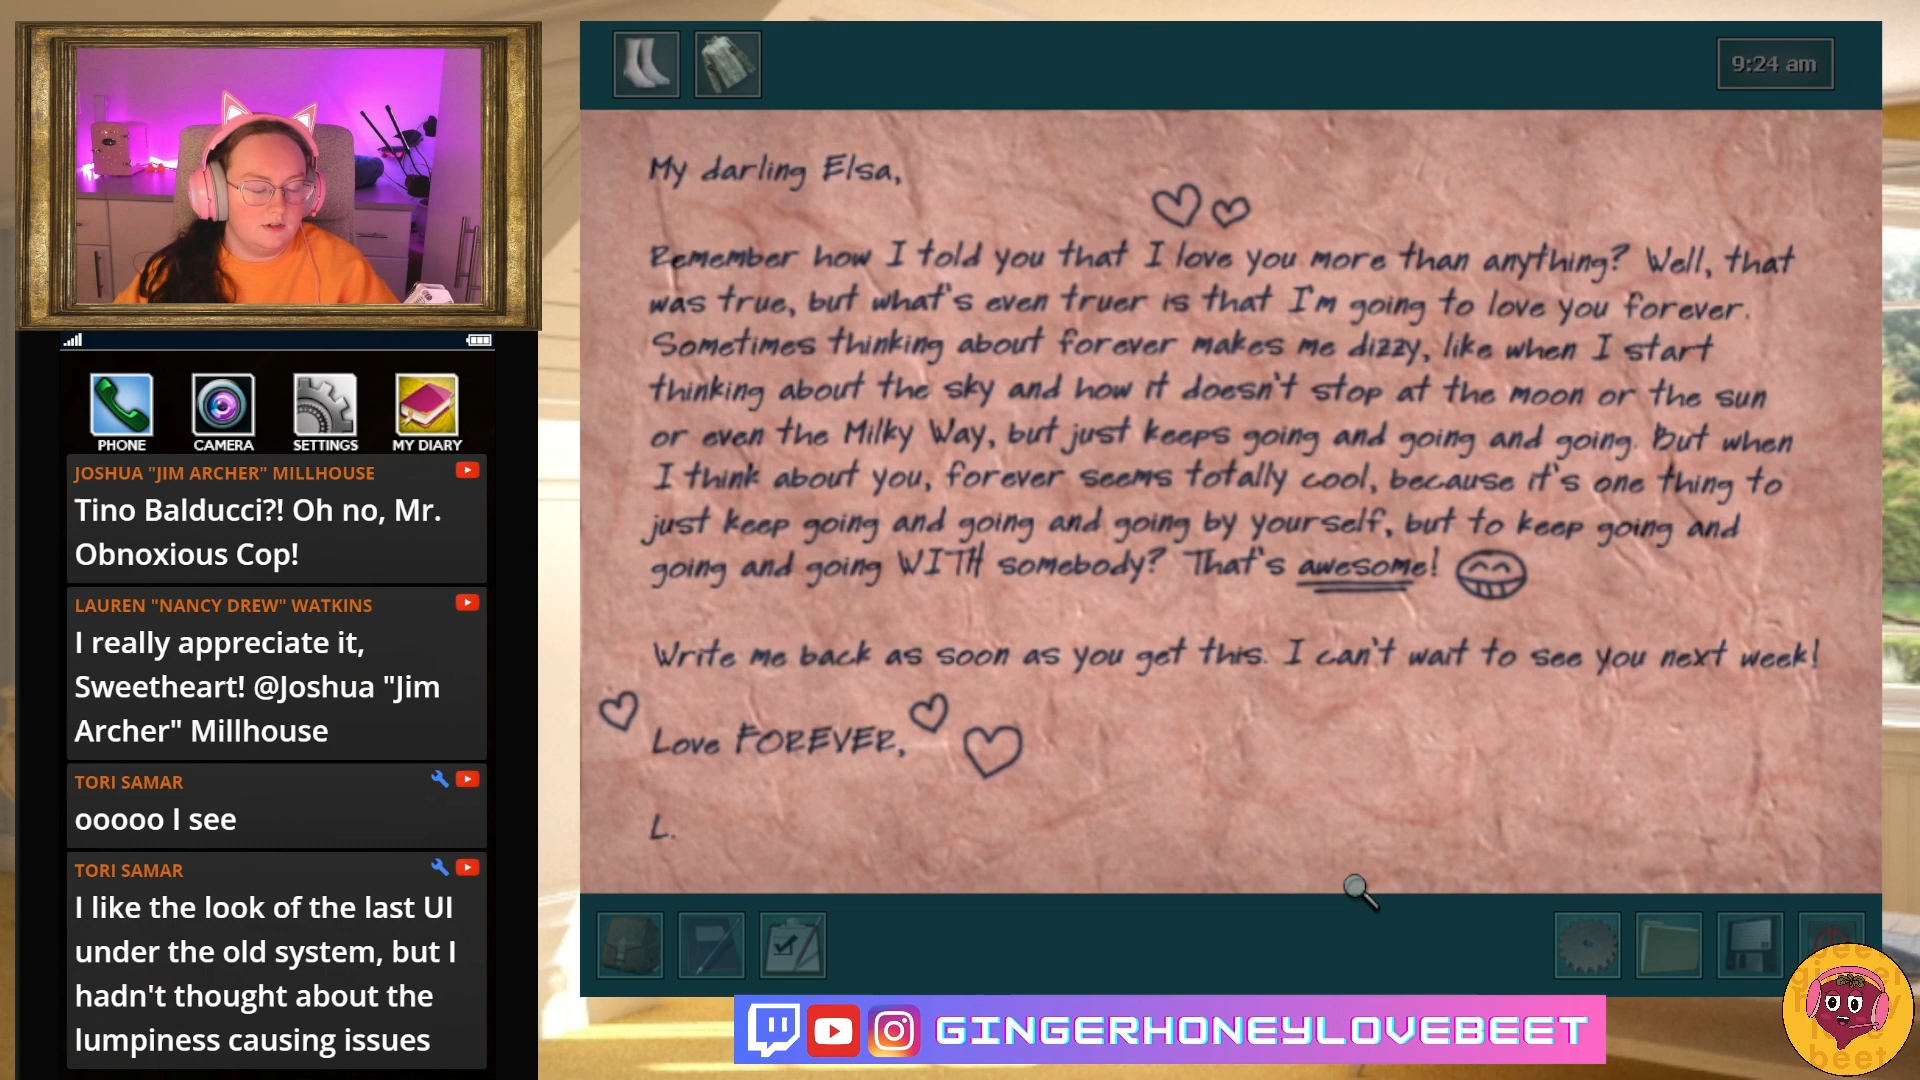 9:24 am
My darling Elsa,
Remember how I told you that I love you more than anything? Well, that
was true, but what's even truer is that I'm going to love you forever.
Sometimes thinking about forever makes me dizzy, like when I start
thinking about the sky and how it doesn't stop at the moon or the sun
or even the Milky Way, but just keeps going and going and going. But when
I think about you, forever seems totally cool, because it's one thing to
just keep going and going and going by yourself, but to keep going and
going and going WITH somebody? That's awesome!
Write me back as soon as you get this. I can't wait to see you next week!
Love FOREVER,
L.
PHONE
CAMERA
SETTINGS
MY DIARY
JOSHUA "JIM ARCHER" MILLHOUSE
Tino Balducci?! Oh no, Mr.
Obnoxious Cop!
LAUREN "NANCY DREW" WATKINS
I really appreciate it,
Sweetheart! @Joshua "Jim
Archer" Millhouse
TORI SAMAR
ooooo I see
TORI SAMAR
I like the look of the last UI
under the old system, but I
hadn't thought about the
lumpiness causing issues
GINGERHONEYLOVEBEET
beet